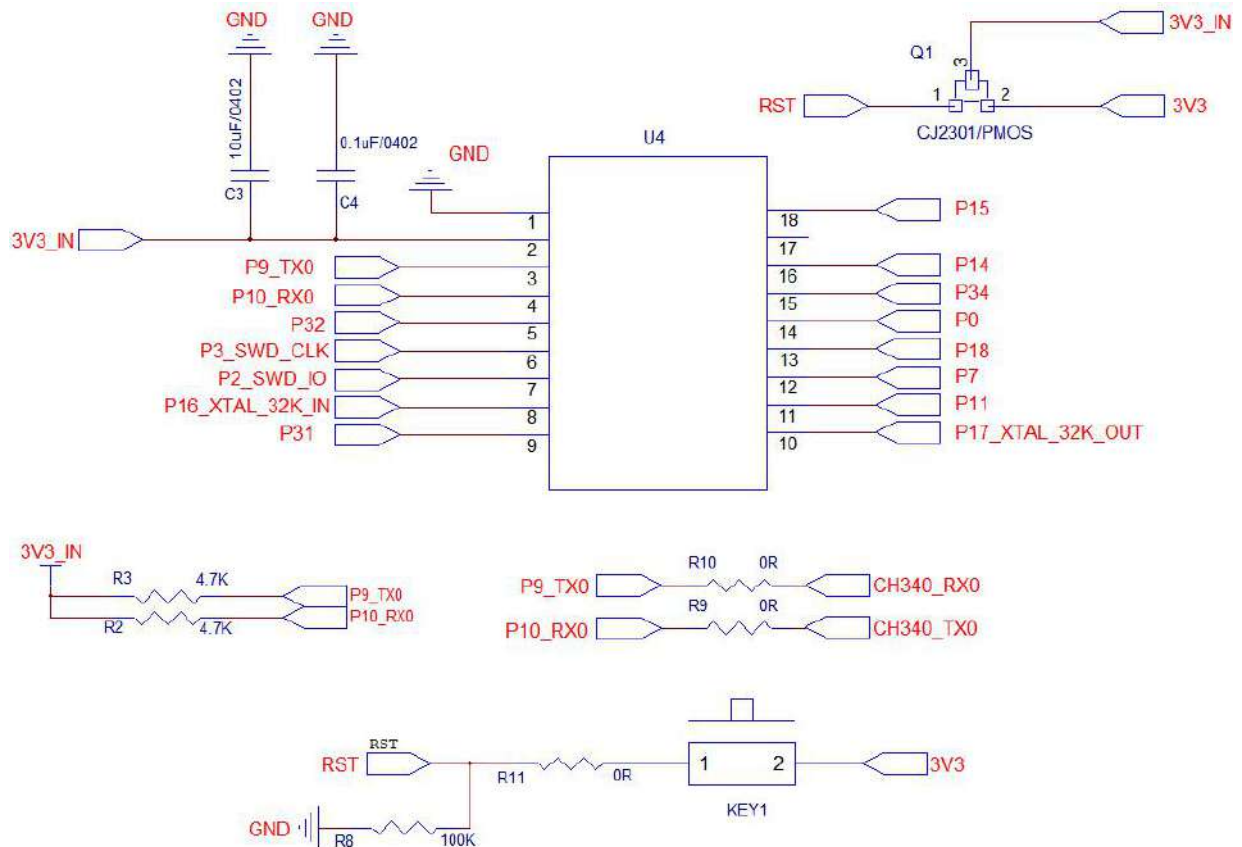 GND GND
10uF/0402
0.1uF/0402
C3
C4
GND
3V3_IN
U4
Q1
3
1 2
RST
3V3_IN
3V3
CJ2301/PMOS
1
2
P9_TX0 3
P10_RX0 4
P32 5
P3_SWD_CLK 6
P2_SWD_IO 7
P16_XTAL_32K_IN 8
P31 9
18 P15
17
16 P14
15 P34
14 P0
13 P18
12 P7
11 P11
10 P17_XTAL_32K_OUT
3V3_IN
R3 4.7K P9_TX0
R2 4.7K P10_RX0
R10 0R
P9_TX0 CH340_RX0
R9 0R
P10_RX0 CH340_TX0
RST
RST R11 0R 1 2 3V3
KEY1
GND R8 100K